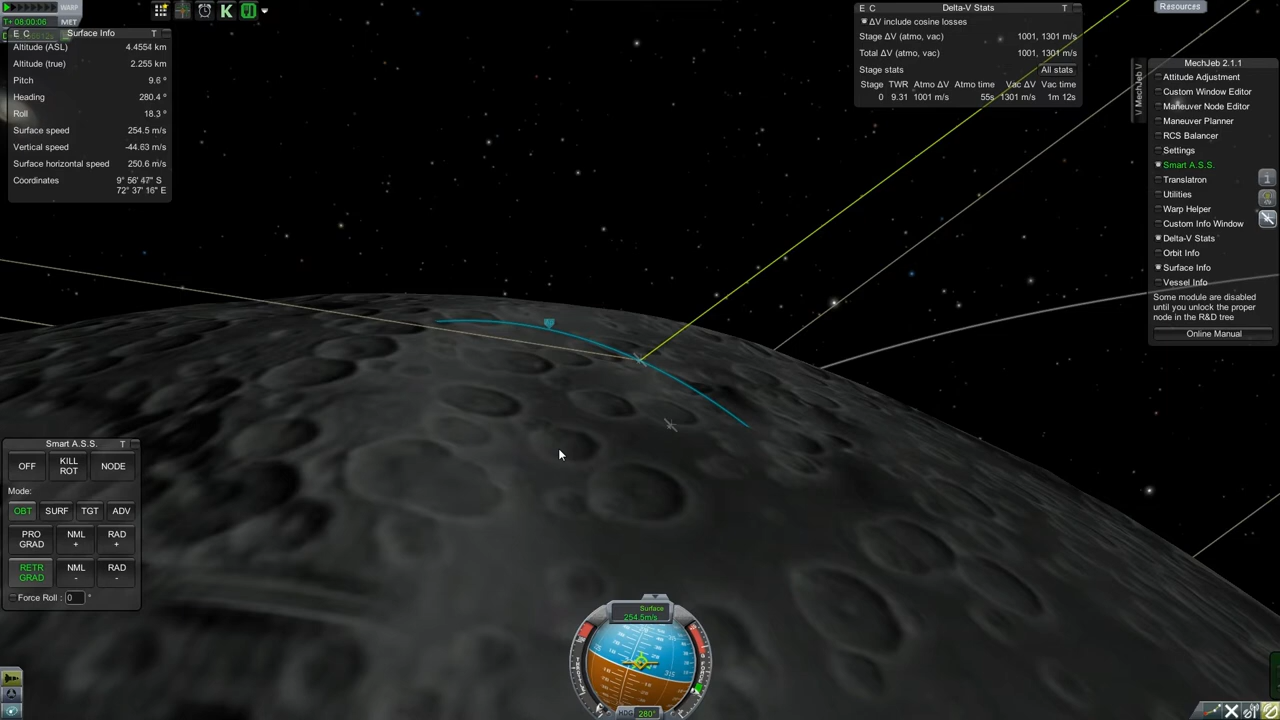 WARP
T+ 08:00:06 MET
E C Surface Info T
Altitude (ASL) 4.4554 km
Altitude (true) 2.255 km
Pitch 9.6 º
Heading 280.4 º
Roll 18.3 º
Surface speed 254.5 m/s
Vertical speed -44.63 m/s
Surface horizontal speed 250.6 m/s
Coordinates 9° 56' 47" S
72° 37' 16" E
K
E C Delta-V Stats T
ΔV include cosine losses
Stage ΔV (atmo, vac) 1001, 1301 m/s
Total ΔV (atmo, vac) 1001, 1301 m/s
Stage stats All stats
Stage TWR Atmo ΔV Atmo time Vac ΔV Vac time
0 9.31 1001 m/s 55s 1301 m/s 1m 12s
Resources
V MechJeb V
MechJeb 2.1.1
Attitude Adjustment
Custom Window Editor
Maneuver Node Editor
Maneuver Planner
RCS Balancer
Settings
Smart A.S.S.
Translatron
Utilities
Warp Helper
Custom Info Window
Delta-V Stats
Orbit Info
Surface Info
Vessel Info
Some module are disabled
until you unlock the proper
node in the R&D tree
Online Manual
Smart A.S.S. T
OFF KILL ROT NODE
Mode:
OBT SURF TGT ADV
PRO GRAD NML + RAD +
RETR GRAD NML - RAD -
Force Roll : 0 °
Surface
254.5m/s
315
HDG 280°